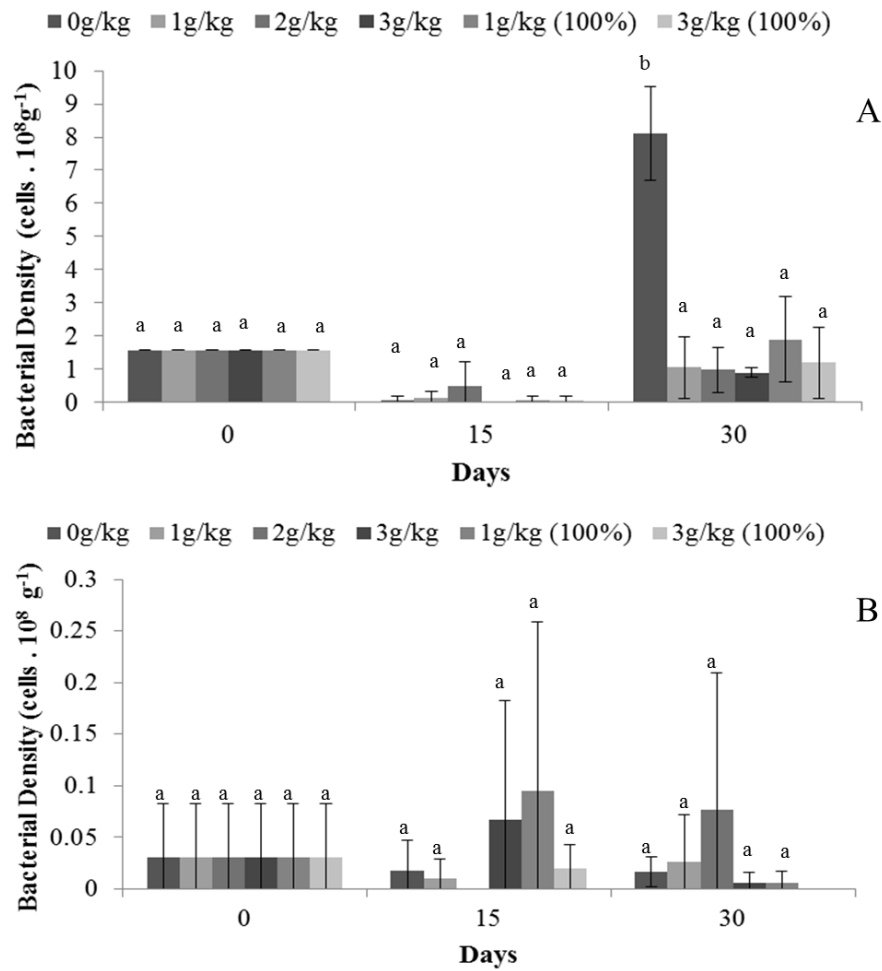 0g/kg 1g/kg 2g/kg 3g/kg 1g/kg (100%) 3g/kg (100%)
A
Bacterial Density (cells . 10⁸g⁻¹)
10
9
8
7
6
5
4
3
2
1
0
a a a a a a
a a a a a a
b a a a a a
0 15 30
Days
0g/kg 1g/kg 2g/kg 3g/kg 1g/kg (100%) 3g/kg (100%)
B
Bacterial Density (cells . 10⁸ g⁻¹)
0.3
0.25
0.2
0.15
0.1
0.05
0
a a a a a a
a a a a a
a a a a a
0 15 30
Days